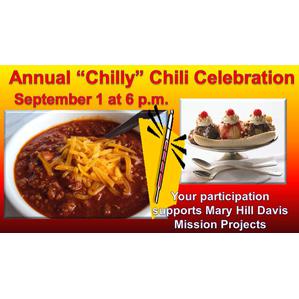 Annual “Chilly” Chili Celebration
September 1 at 6 p.m.
Your participation
supports Mary Hill Davis
Mission Projects